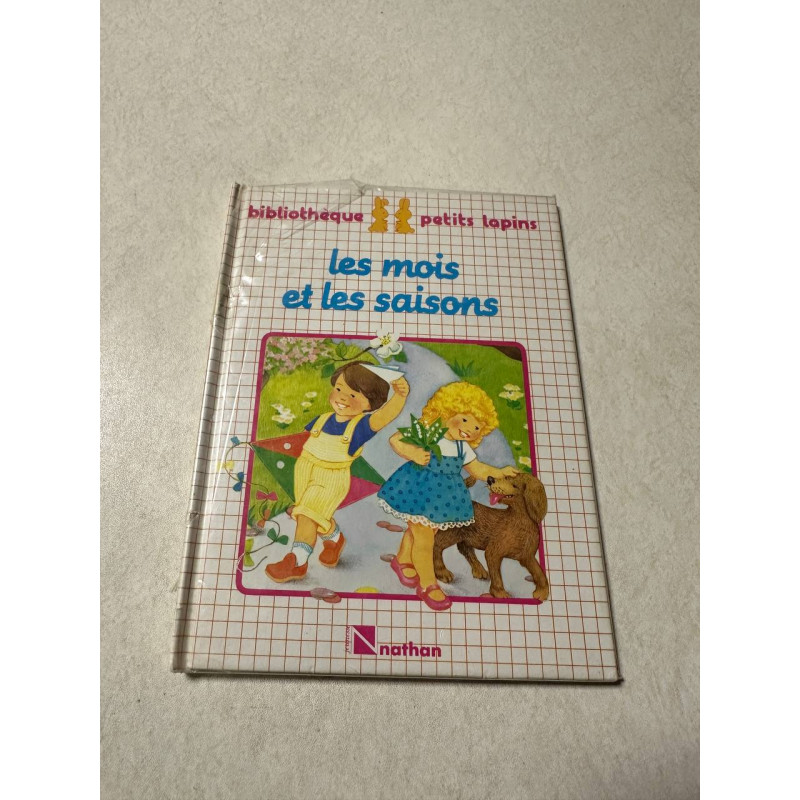 bibliothèque petits lapins
les mois
et les saisons
nathan